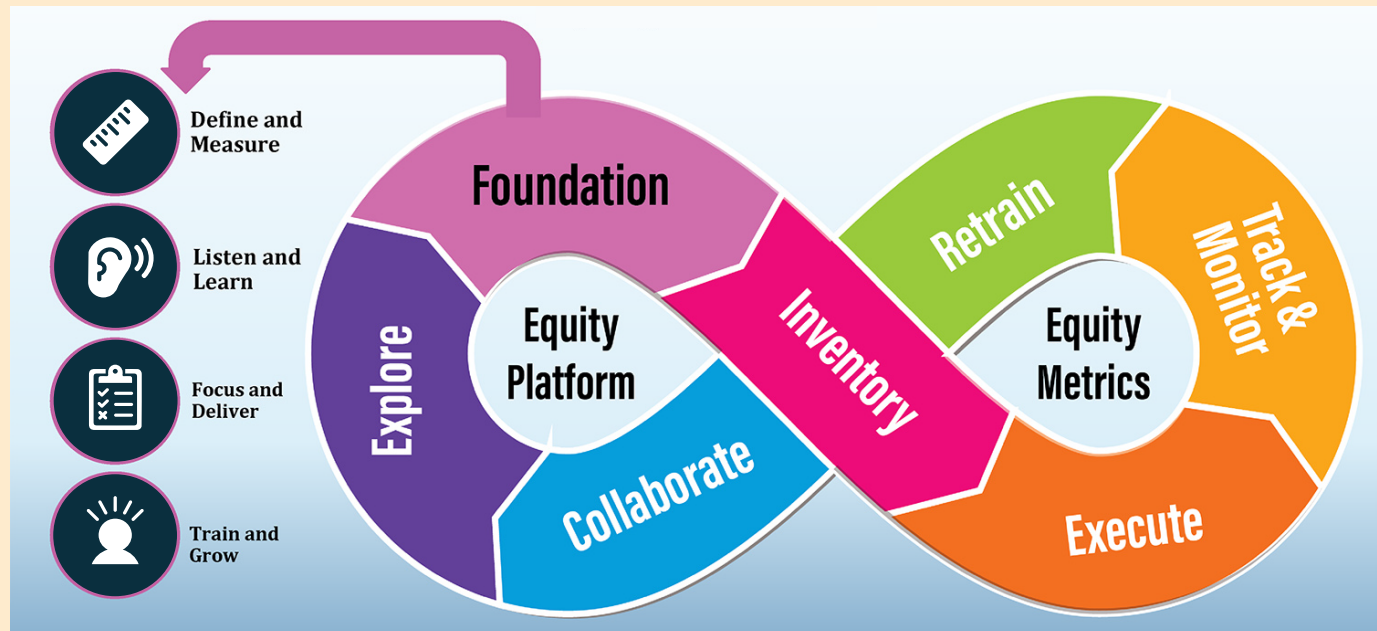 Define and
Measure
Listen and
Learn
Focus and
Deliver
Train and
Grow
Foundation
Explore
Equity
Platform
Collaborate
Inventory
Retrain
Track &
Monitor
Equity
Metrics
Execute